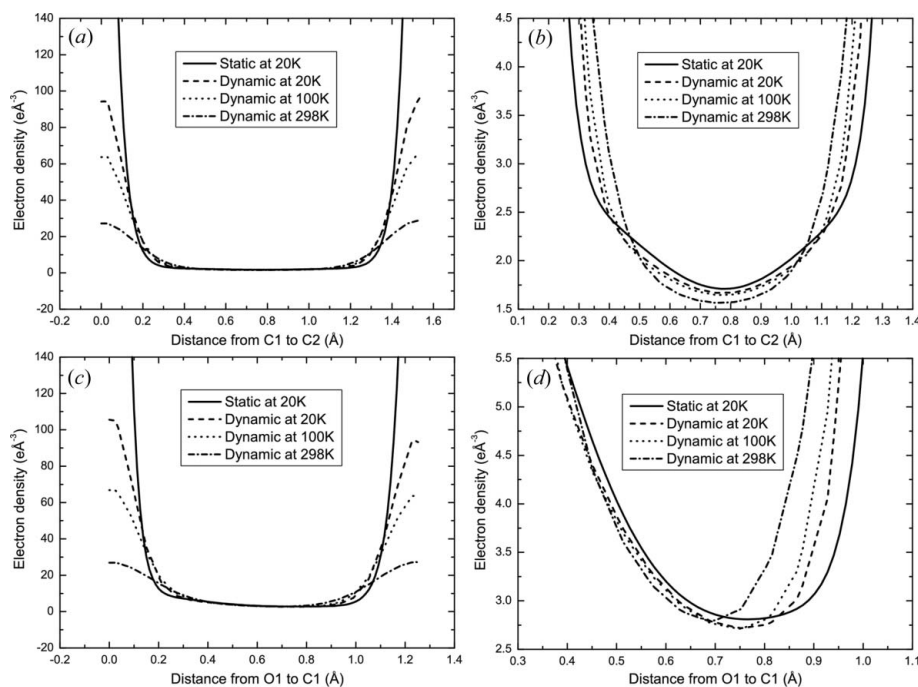 (a)
Static at 20K
Dynamic at 20K
Dynamic at 100K
Dynamic at 298K
Electron density (eÅ⁻³)
140
120
100
80
60
40
20
0
-20
-0.2 0.0 0.2 0.4 0.6 0.8 1.0 1.2 1.4 1.6
Distance from C1 to C2 (Å)
(b)
Static at 20K
Dynamic at 20K
Dynamic at 100K
Dynamic at 298K
Electron density (eÅ⁻³)
4.5
4.0
3.5
3.0
2.5
2.0
1.5
0.1 0.2 0.3 0.4 0.5 0.6 0.7 0.8 0.9 1.0 1.1 1.2 1.3 1.4
Distance from C1 to C2 (Å)
(c)
Static at 20K
Dynamic at 20K
Dynamic at 100K
Dynamic at 298K
Electron density (eÅ⁻³)
140
120
100
80
60
40
20
0
-20
-0.2 0.0 0.2 0.4 0.6 0.8 1.0 1.2 1.4
Distance from O1 to C1 (Å)
(d)
Static at 20K
Dynamic at 20K
Dynamic at 100K
Dynamic at 298K
Electron density (eÅ⁻³)
5.5
5.0
4.5
4.0
3.5
3.0
2.5
0.3 0.4 0.5 0.6 0.7 0.8 0.9 1.0 1.1
Distance from O1 to C1 (Å)